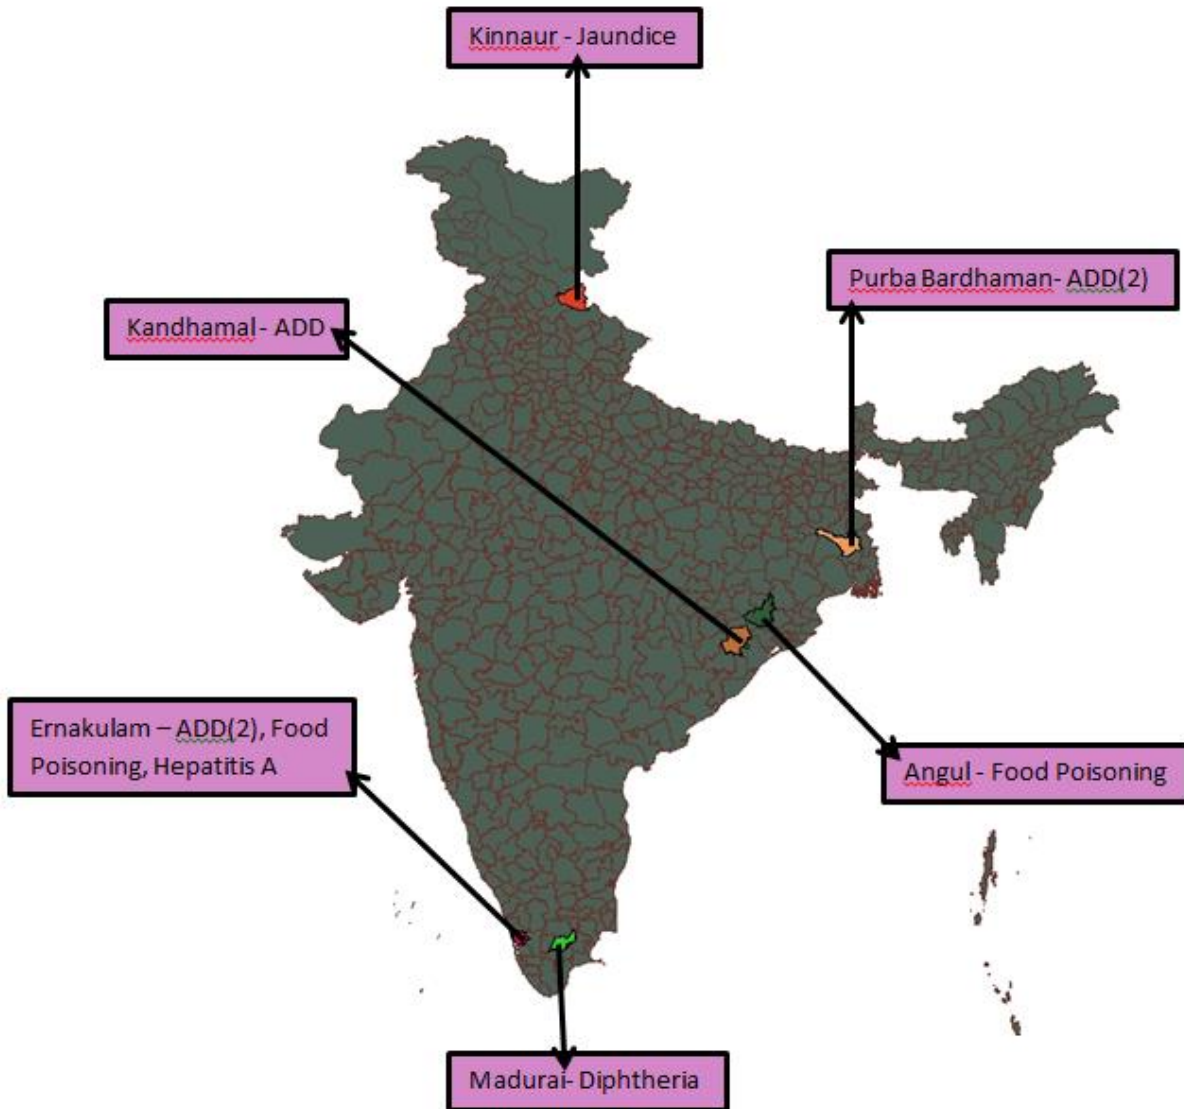 Kinnaur - Jaundice
Purba Bardhaman- ADD(2)
Kandhamal - ADD
Ernakulam – ADD(2), Food
Poisoning, Hepatitis A
Angul - Food Poisoning
Madurai- Diphtheria